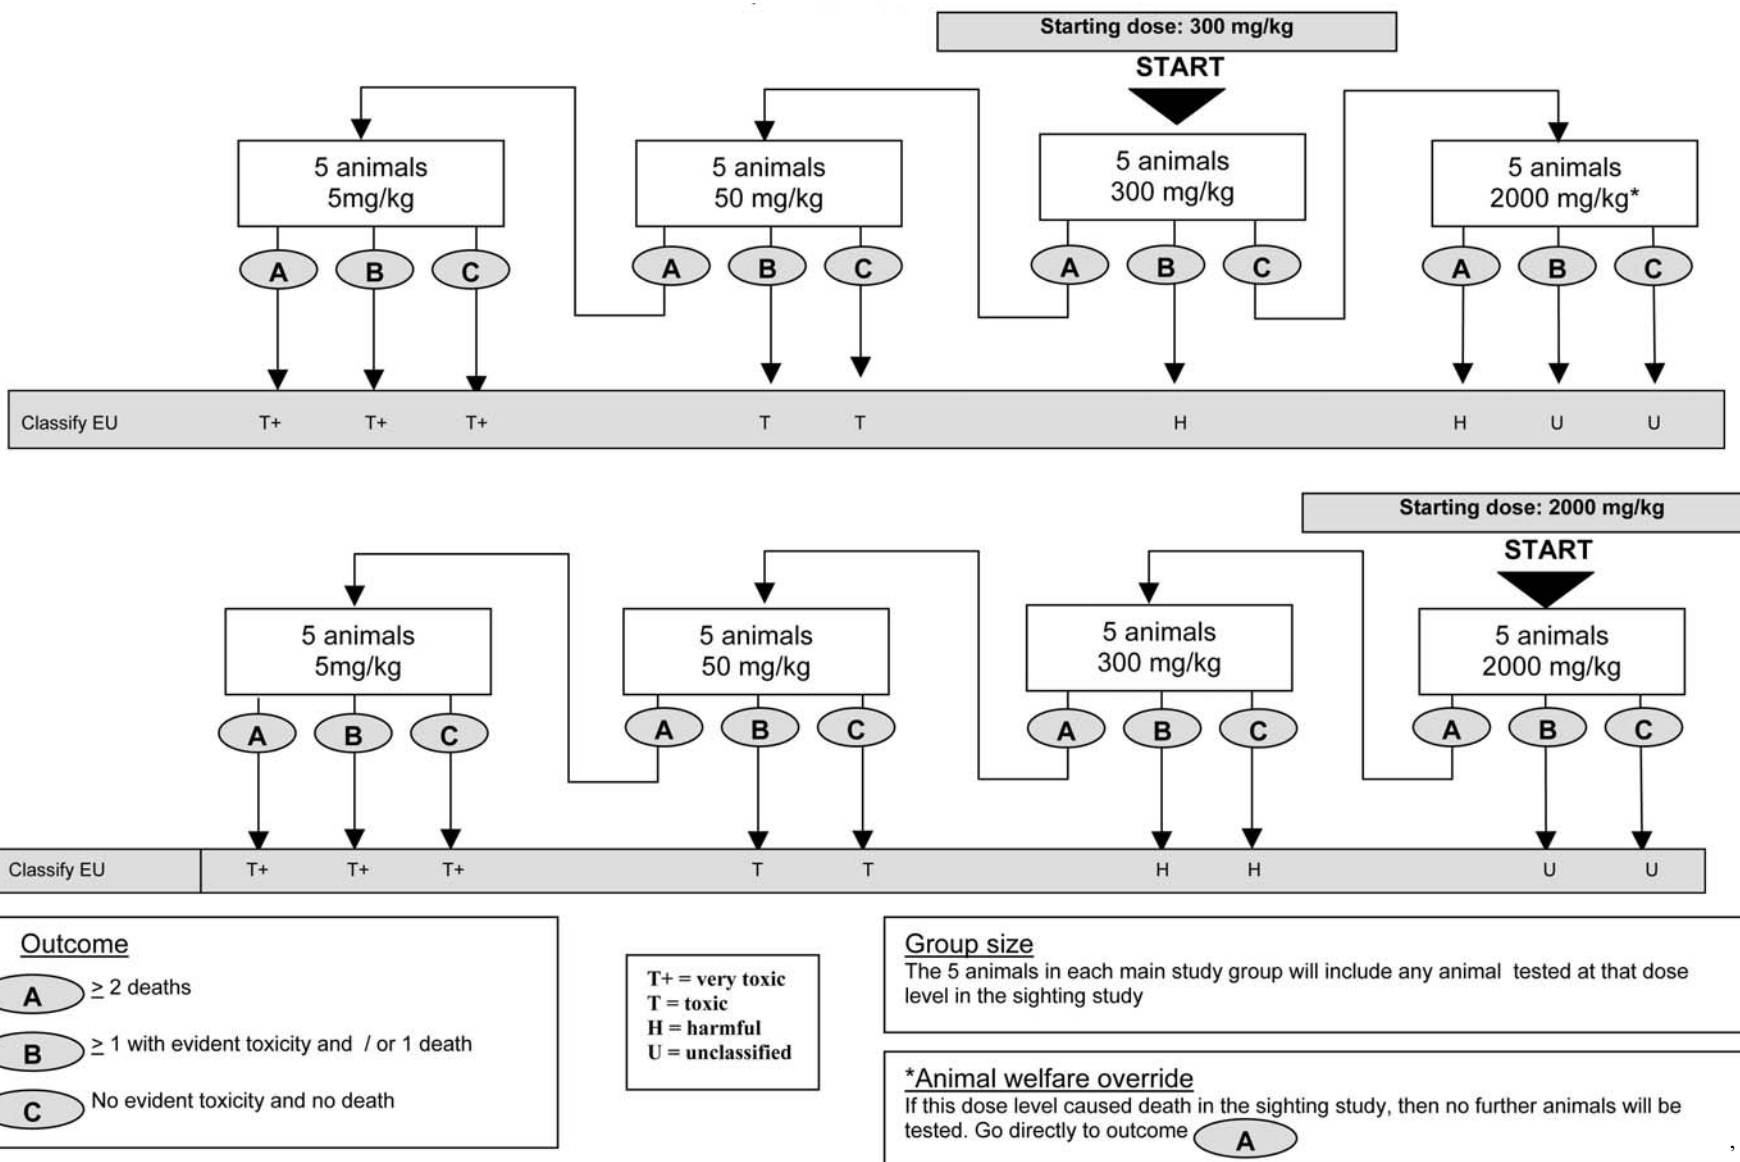 Starting dose: 300 mg/kg
START
5 animals
5mg/kg
5 animals
50 mg/kg
5 animals
300 mg/kg
5 animals
2000 mg/kg*
A B C A B C A B C A B C
Classify EU T+ T+ T+ T T H H U U
Starting dose: 2000 mg/kg
START
5 animals
5mg/kg
5 animals
50 mg/kg
5 animals
300 mg/kg
5 animals
2000 mg/kg
A B C A B C A B C A B C
Classify EU T+ T+ T+ T T H H U U
Outcome
A ≥ 2 deaths
B ≥ 1 with evident toxicity and / or 1 death
C No evident toxicity and no death
T+ = very toxic
T = toxic
H = harmful
U = unclassified
Group size
The 5 animals in each main study group will include any animal tested at that dose
level in the sighting study
*Animal welfare override
If this dose level caused death in the sighting study, then no further animals will be
tested. Go directly to outcome A
,